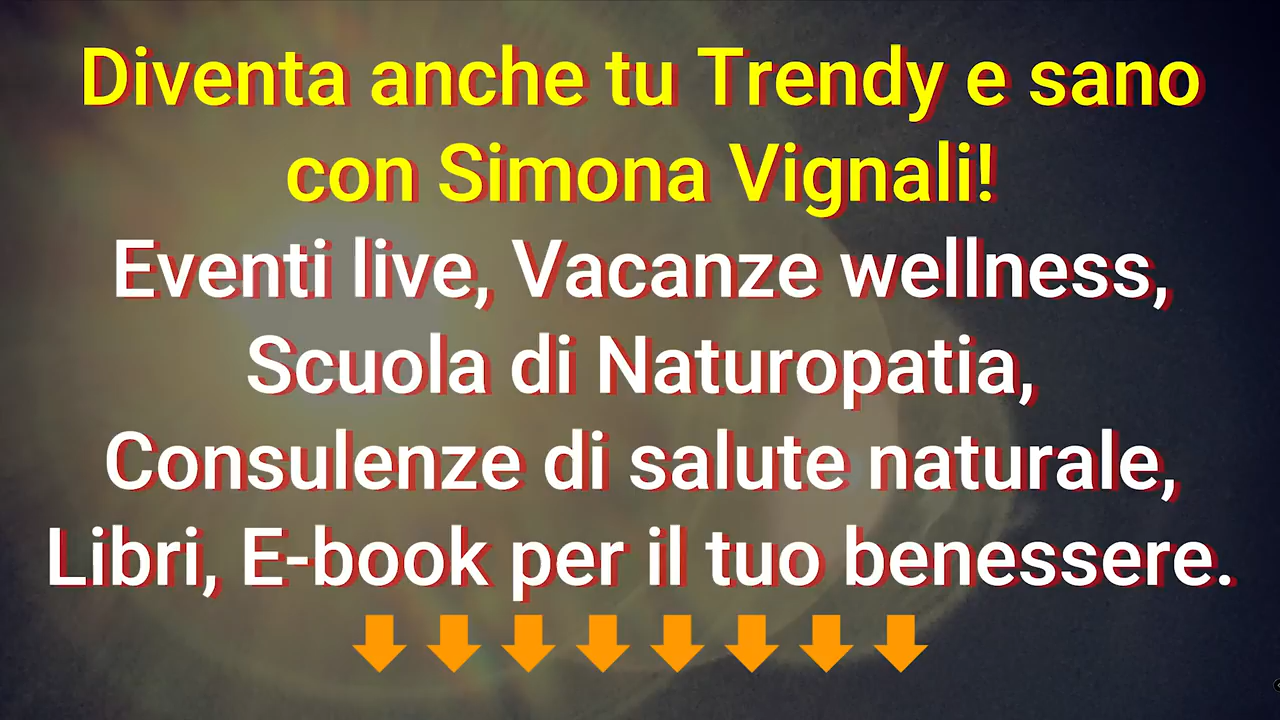 Diventa anche tu Trendy e sano
con Simona Vignali!
Eventi live, Vacanze wellness,
Scuola di Naturopatia,
Consulenze di salute naturale,
Libri, E-book per il tuo benessere.